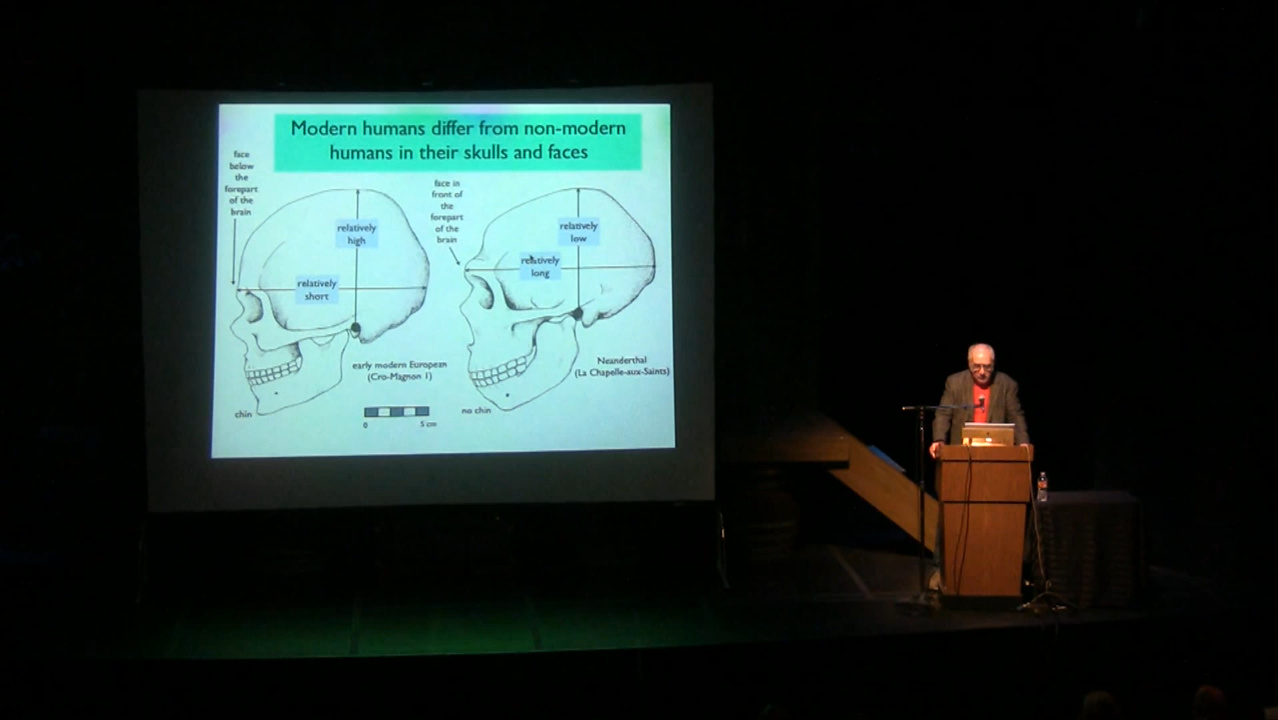 Modern humans differ from non-modern
humans in their skulls and faces
face
below
the
forepart
of the
brain
relatively
high
relatively
short
early modern European
(Cro-Magnon 1)
chin
face in
front of
the
forepart
of the
brain
relatively
low
relatively
long
Neanderthal
(La Chapelle-aux-Saints)
no chin
0
5 cm